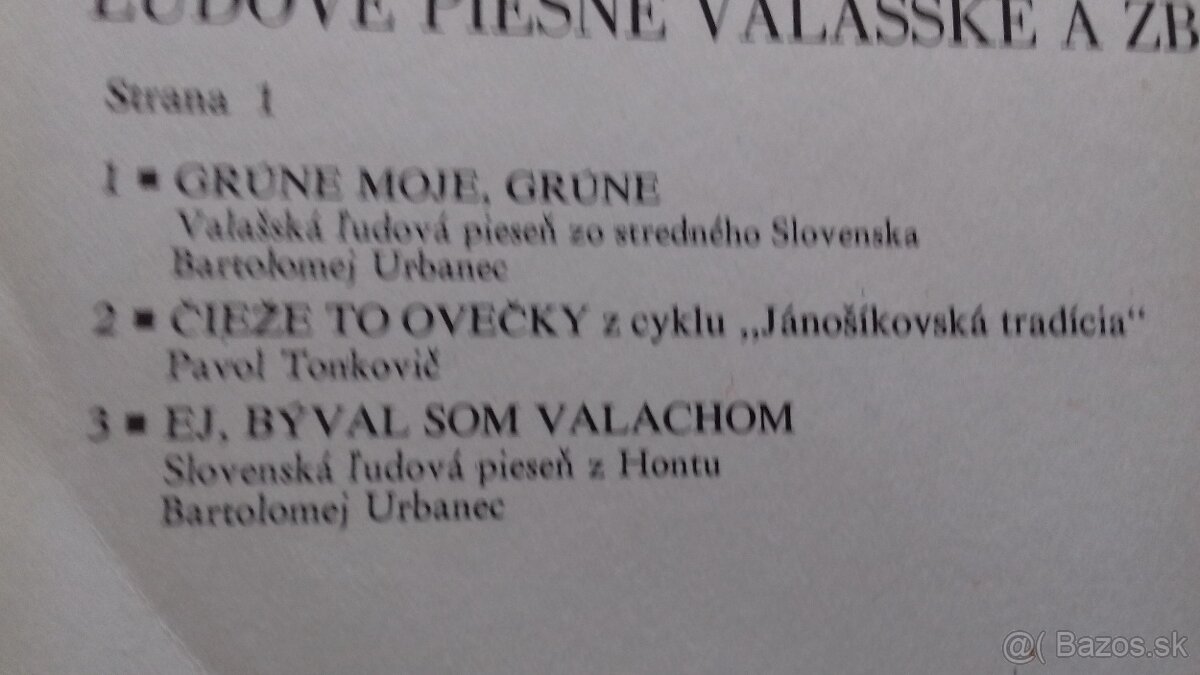 ĽUDOVÉ PIESNE VALAŠSKÉ A ZB
Strana 1
1 ▪ GRÚNE MOJE, GRÚNE
Valašská ľudová pieseň zo stredného Slovenska
Bartolomej Urbanec
2 ▪ ČIEŽE TO OVEČKY z cyklu „Jánošíkovská tradícia“
Pavol Tonkovič
3 ▪ EJ, BÝVAL SOM VALACHOM
Slovenská ľudová pieseň z Hontu
Bartolomej Urbanec
@( Bazos.sk